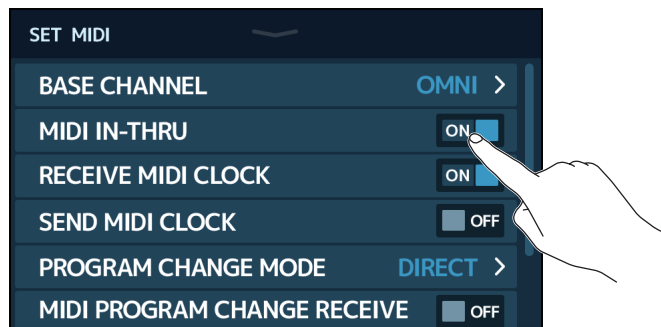 SET MIDI
BASE CHANNEL OMNI >
MIDI IN-THRU ON
RECEIVE MIDI CLOCK ON
SEND MIDI CLOCK OFF
PROGRAM CHANGE MODE DIRECT >
MIDI PROGRAM CHANGE RECEIVE OFF